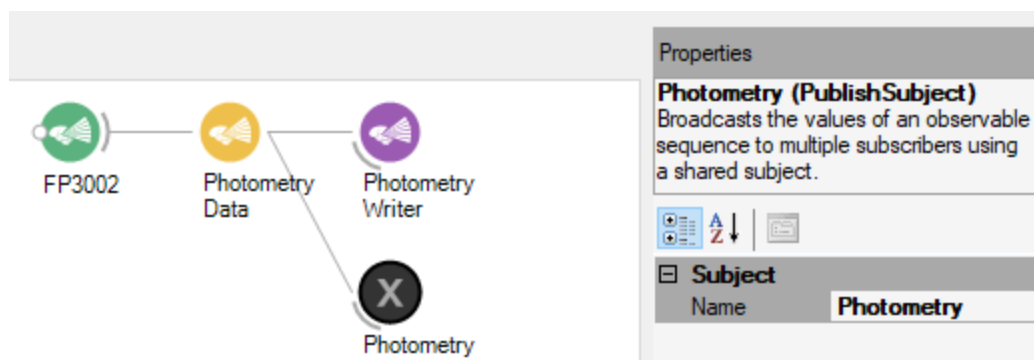 FP3002
Photometry
Data
Photometry
Writer
X
Photometry
Properties
Photometry (PublishSubject)
Broadcasts the values of an observable
sequence to multiple subscribers using
a shared subject.
A
Z
Subject
Name Photometry